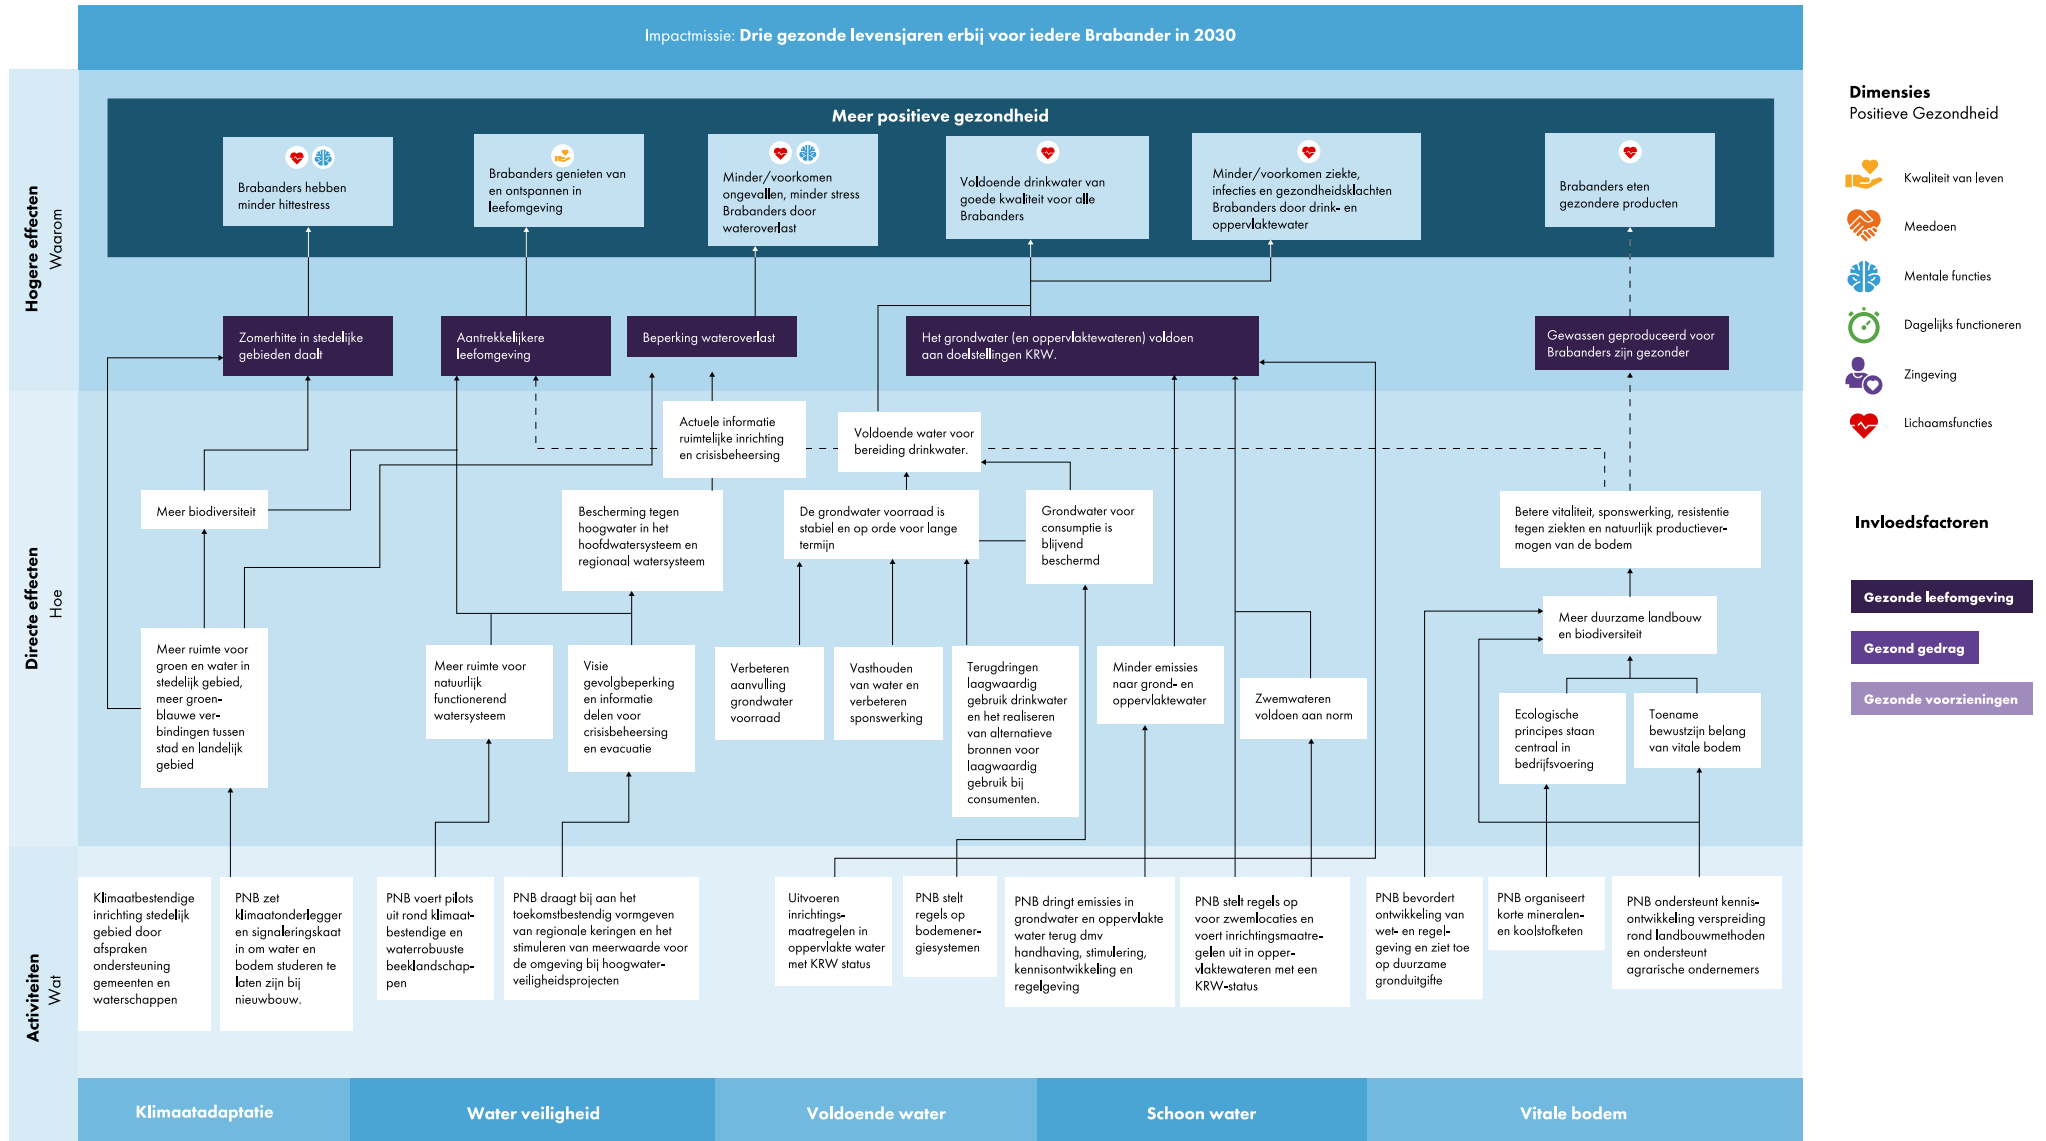 Impactmissie: Drie gezonde levensjaren erbij voor iedere Brabander in 2030
Hogere effecten
Waarom
Meer positieve gezondheid
Brabanders hebben
minder hittestress
Brabanders genieten van
en ontspannen in
leefomgeving
Minder/voorkomen
ongevallen, minder stress
Brabanders door
wateroverlast
Voldoende drinkwater van
goede kwaliteit voor alle
Brabanders
Minder/voorkomen ziekte,
infecties en gezondheidsklachten
Brabanders door drink- en
oppervlaktewater
Brabanders eten
gezondere producten
Zomerhitte in stedelijke
gebieden daalt
Aantrekkelijkere
leefomgeving
Beperking wateroverlast
Het grondwater (en oppervlaktewateren) voldoen
aan doelstellingen KRW.
Gewassen geproduceerd voor
Brabanders zijn gezonder
Directe effecten
Hoe
Actuele informatie
ruimtelijke inrichting
en crisisbeheersing
Voldoende water voor
bereiding drinkwater.
Meer biodiversiteit
Bescherming tegen
hoogwater in het
hoofdwatersysteem en
regionaal watersysteem
De grondwater voorraad is
stabiel en op orde voor lange
termijn
Grondwater voor
consumptie is
blijvend
beschermd
Betere vitaliteit, sponswerking, resistentie
tegen ziekten en natuurlijk productiever-
mogen van de bodem
Meer duurzame landbouw
en biodiversiteit
Meer ruimte voor
groen en water in
stedelijk gebied,
meer groen-
blauwe ver-
bindingen tussen
stad en landelijk
gebied
Meer ruimte voor
natuurlijk
functionerend
watersysteem
Visie
gevolgbeperking
en informatie
delen voor
crisisbeheersing
en evacuatie
Verbeteren
aanvulling
grondwater
voorraad
Vasthouden
van water en
verbeteren
sponswerking
Terugdringen
laagwaardig
gebruik drinkwater
en het realiseren
van alternatieve
bronnen voor
laagwaardig
gebruik bij
consumenten.
Minder emissies
naar grond- en
oppervlaktewater
Zwemwateren
voldoen aan norm
Ecologische
principes staan
centraal in
bedrijfsvoering
Toename
bewustzijn belang
van vitale bodem
Activiteiten
Wat
Klimaatbestendige
inrichting stedelijk
gebied door
afspraken
ondersteuning
gemeenten en
waterschappen
PNB zet
klimaatonderlegger
en signaleringskaat
in om water en
bodem studeren te
laten zijn bij
nieuwbouw.
PNB voert pilots
uit rond klimaat-
bestendige en
waterrobuuste
beeklandschap-
pen
PNB draagt bij aan het
toekomstbestendig vormgeven
van regionale keringen en het
stimuleren van meerwaarde voor
de omgeving bij hoogwater-
veiligheidsprojecten
Uitvoeren
inrichtings-
maatregelen in
oppervlakte water
met KRW status
PNB stelt
regels op
bodemener-
giesystemen
PNB dringt emissies in
grondwater en oppervlakte
water terug dmv
handhaving, stimulering,
kennisontwikkeling en
regelgeving
PNB stelt regels op
voor zwemlocaties en
voert inrichtingsmaatre-
gelen uit in opper-
vlaktewateren met een
KRW-status
PNB bevordert
ontwikkeling van
wet- en regel-
geving en ziet toe
op duurzame
gronduitgifte
PNB organiseert
korte mineralen-
en koolstofketen
PNB ondersteunt kennis-
ontwikkeling verspreiding
rond landbouwmethoden
en ondersteunt
agrarische ondernemers
Klimaatadaptatie
Water veiligheid
Voldoende water
Schoon water
Vitale bodem
Dimensies
Positieve Gezondheid
Kwaliteit van leven
Meedoen
Mentale functies
Dagelijks functioneren
Zingeving
Lichaamsfuncties
Invloedsfactoren
Gezonde leefomgeving
Gezond gedrag
Gezonde voorzieningen